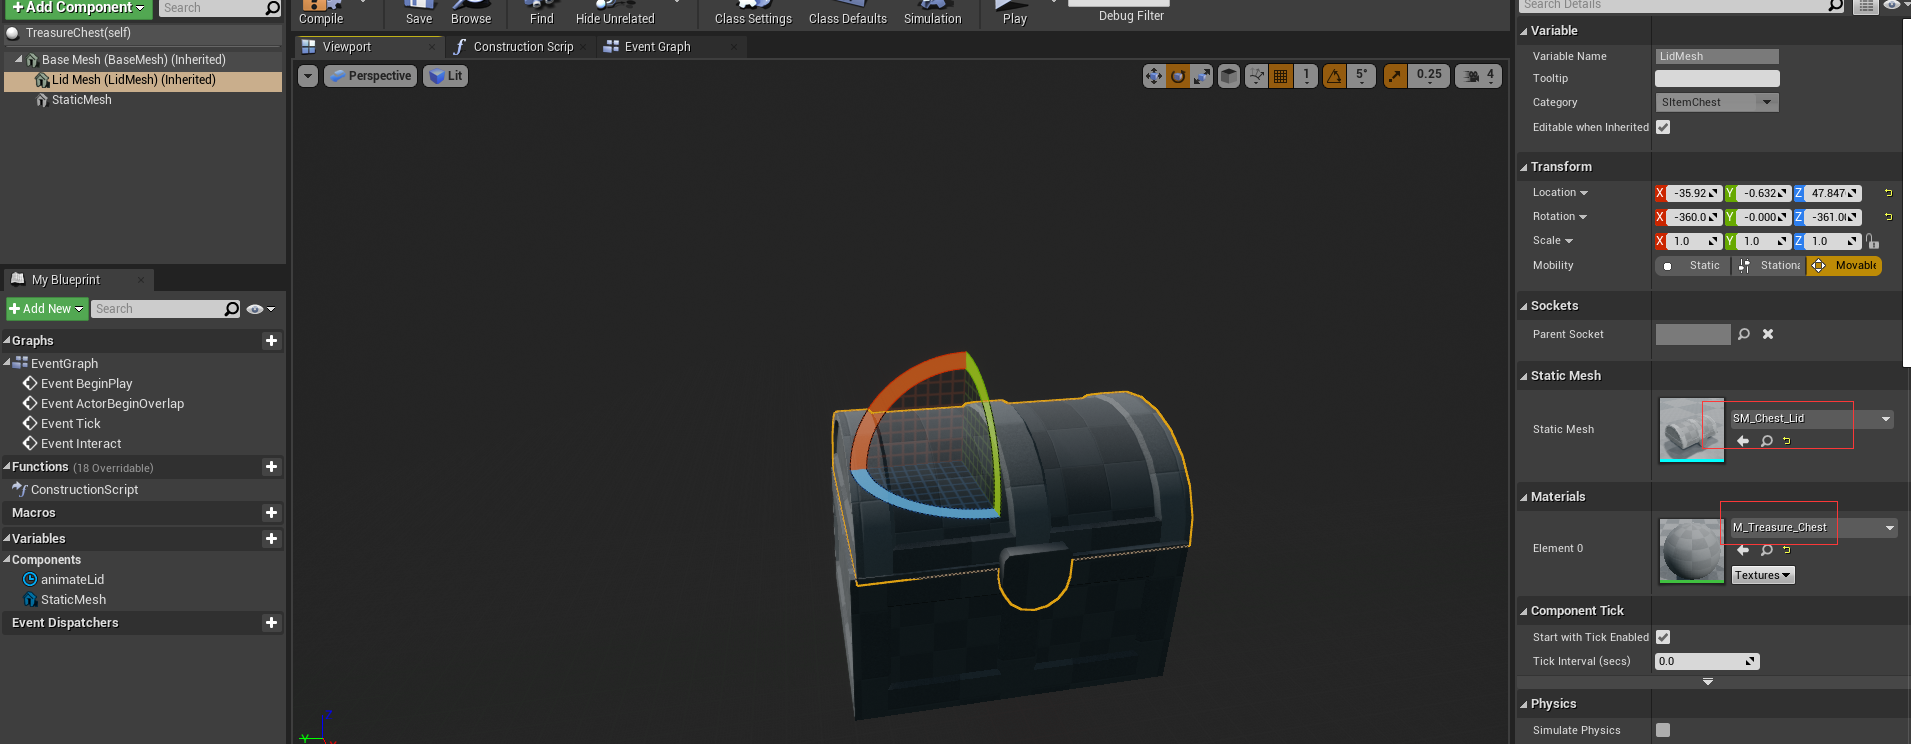 Add Component
Search
TreasureChest(self)
Base Mesh (BaseMesh) (Inherited)
Lid Mesh (LidMesh) (Inherited)
StaticMesh
My Blueprint
Add New
Search
Graphs
EventGraph
Event BeginPlay
Event ActorBeginOverlap
Event Tick
Event Interact
Functions (18 Overridable)
ConstructionScript
Macros
Variables
Components
animateLid
StaticMesh
Event Dispatchers
Compile
Save
Browse
Find
Hide Unrelated
Class Settings
Class Defaults
Simulation
Play
Debug Filter
Viewport
Construction Scrip
Event Graph
Perspective
Lit
1
5°
0.25
4
Z
Y
Search Details
Variable
Variable Name LidMesh
Tooltip
Category SItemChest
Editable when Inherited
Transform
Location X -35.92 Y -0.632 Z 47.847
Rotation X -360.0 Y -0.000 Z -361.0
Scale X 1.0 Y 1.0 Z 1.0
Mobility Static Stationa Movable
Sockets
Parent Socket
Static Mesh
Static Mesh SM_Chest_Lid
Materials
Element 0 M_Treasure_Chest
Textures
Component Tick
Start with Tick Enabled
Tick Interval (secs) 0.0
Physics
Simulate Physics